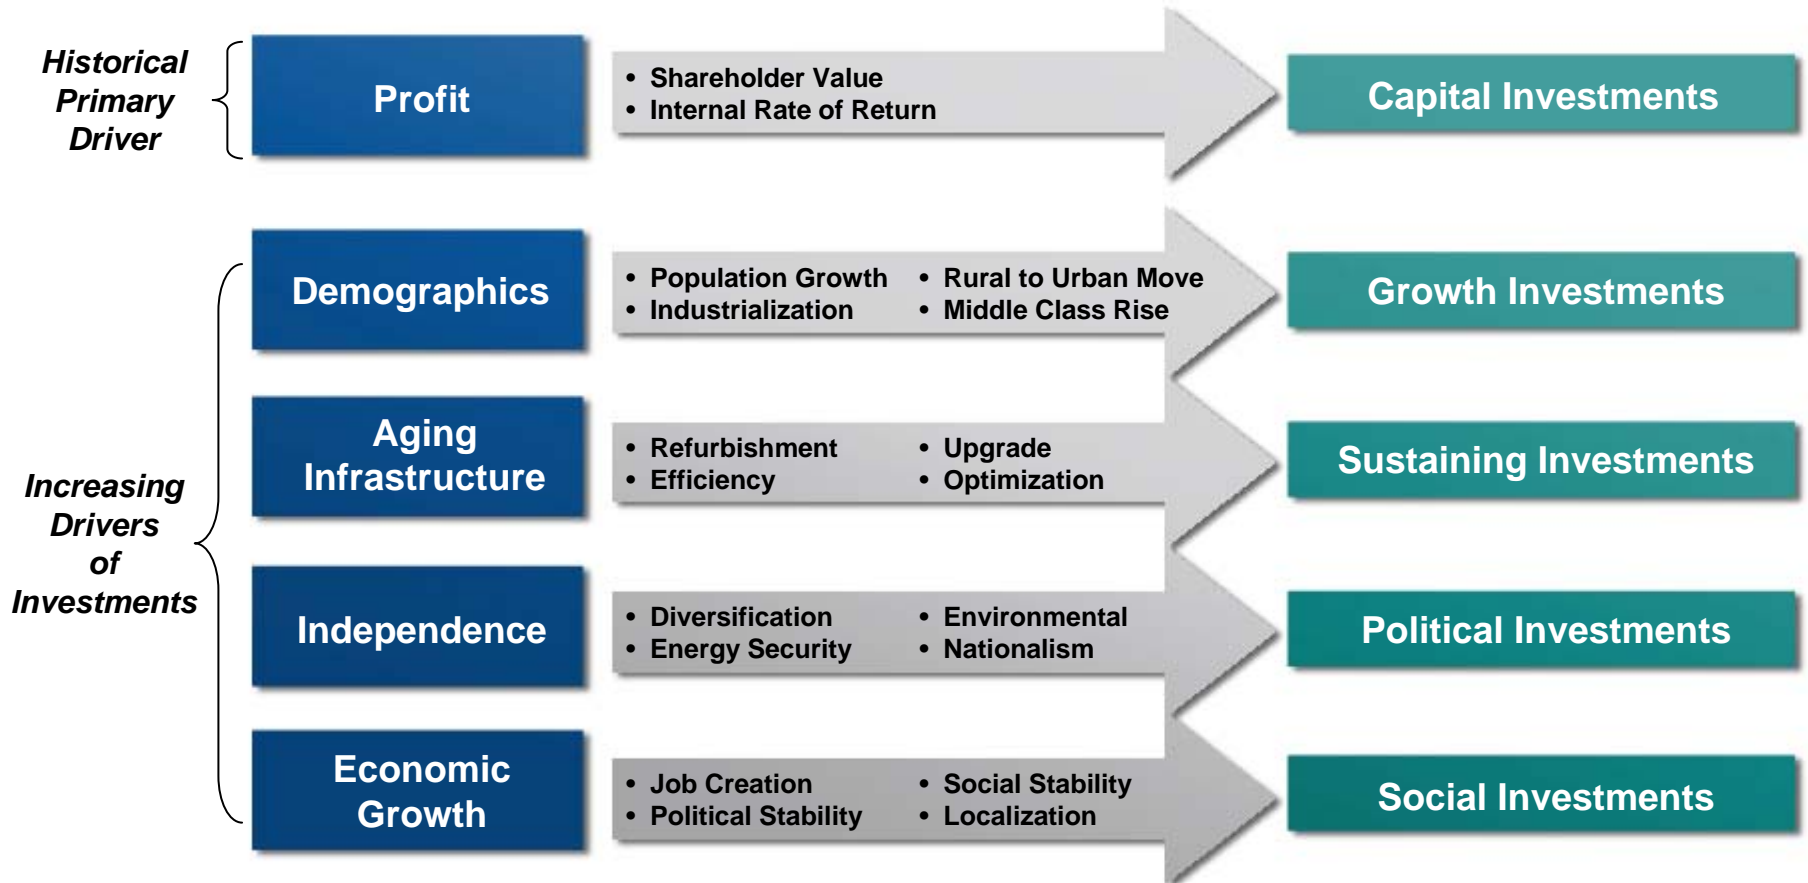 Historical
Primary
Driver
Profit
• Shareholder Value
• Internal Rate of Return
Capital Investments
Increasing
Drivers
of
Investments
Demographics
• Population Growth • Rural to Urban Move
• Industrialization • Middle Class Rise
Growth Investments
Aging
Infrastructure
• Refurbishment • Upgrade
• Efficiency • Optimization
Sustaining Investments
Independence
• Diversification • Environmental
• Energy Security • Nationalism
Political Investments
Economic
Growth
• Job Creation • Social Stability
• Political Stability • Localization
Social Investments